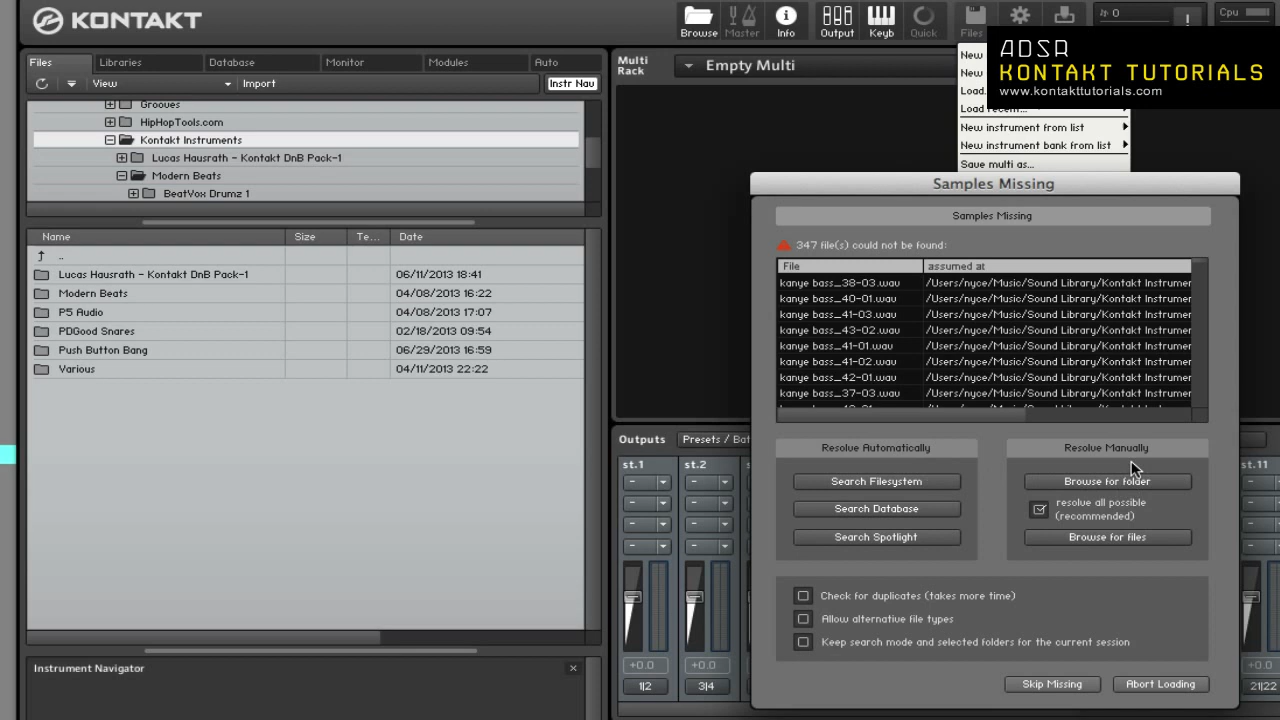 KONTAKT
Browse
Master
Info
Output
Keyb
Quick
Files
0
!
Cpu
ADSR
KONTAKT TUTORIALS
www.kontakttutorials.com
Files
Libraries
Database
Monitor
Modules
Auto
View
Import
Instr Nav
Multi
Rack
Empty Multi
New
New
Load.
Load recent...
New instrument from list
New instrument bank from list
Save multi as...
Grooves
HipHopTools.com
Kontakt Instruments
Lucas Hausrath - Kontakt DnB Pack-1
Modern Beats
BeatVox Drumz 1
Name
Size
Te...
Date
..
Lucas Hausrath - Kontakt DnB Pack-1 06/11/2013 18:41
Modern Beats 04/08/2013 16:22
P5 Audio 04/08/2013 17:07
PDGood Snares 02/18/2013 09:54
Push Button Bang 06/29/2013 16:59
Various 04/11/2013 22:22
Instrument Navigator
Samples Missing
Samples Missing
347 file(s) could not be found:
File assumed at
kanye bass_38-03.wav /Users/nyce/Music/Sound Library/Kontakt Instrumer
kanye bass_40-01.wav /Users/nyce/Music/Sound Library/Kontakt Instrumer
kanye bass_41-03.wav /Users/nyce/Music/Sound Library/Kontakt Instrumer
kanye bass_43-02.wav /Users/nyce/Music/Sound Library/Kontakt Instrumer
kanye bass_41-01.wav /Users/nyce/Music/Sound Library/Kontakt Instrumer
kanye bass_41-02.wav /Users/nyce/Music/Sound Library/Kontakt Instrumer
kanye bass_42-01.wav /Users/nyce/Music/Sound Library/Kontakt Instrumer
kanye bass_37-03.wav /Users/nyce/Music/Sound Library/Kontakt Instrumer
Outputs
Presets / Bat
Resolve Automatically
Search Filesystem
Search Database
Search Spotlight
Resolve Manually
Browse for folder
resolve all possible
(recommended)
Browse for files
Check for duplicates (takes more time)
Allow alternative file types
Keep search mode and selected folders for the current session
Skip Missing
Abort Loading
st.1
st.2
st.11
+0.0
+0.0
+0.0
1|2
3|4
21|22